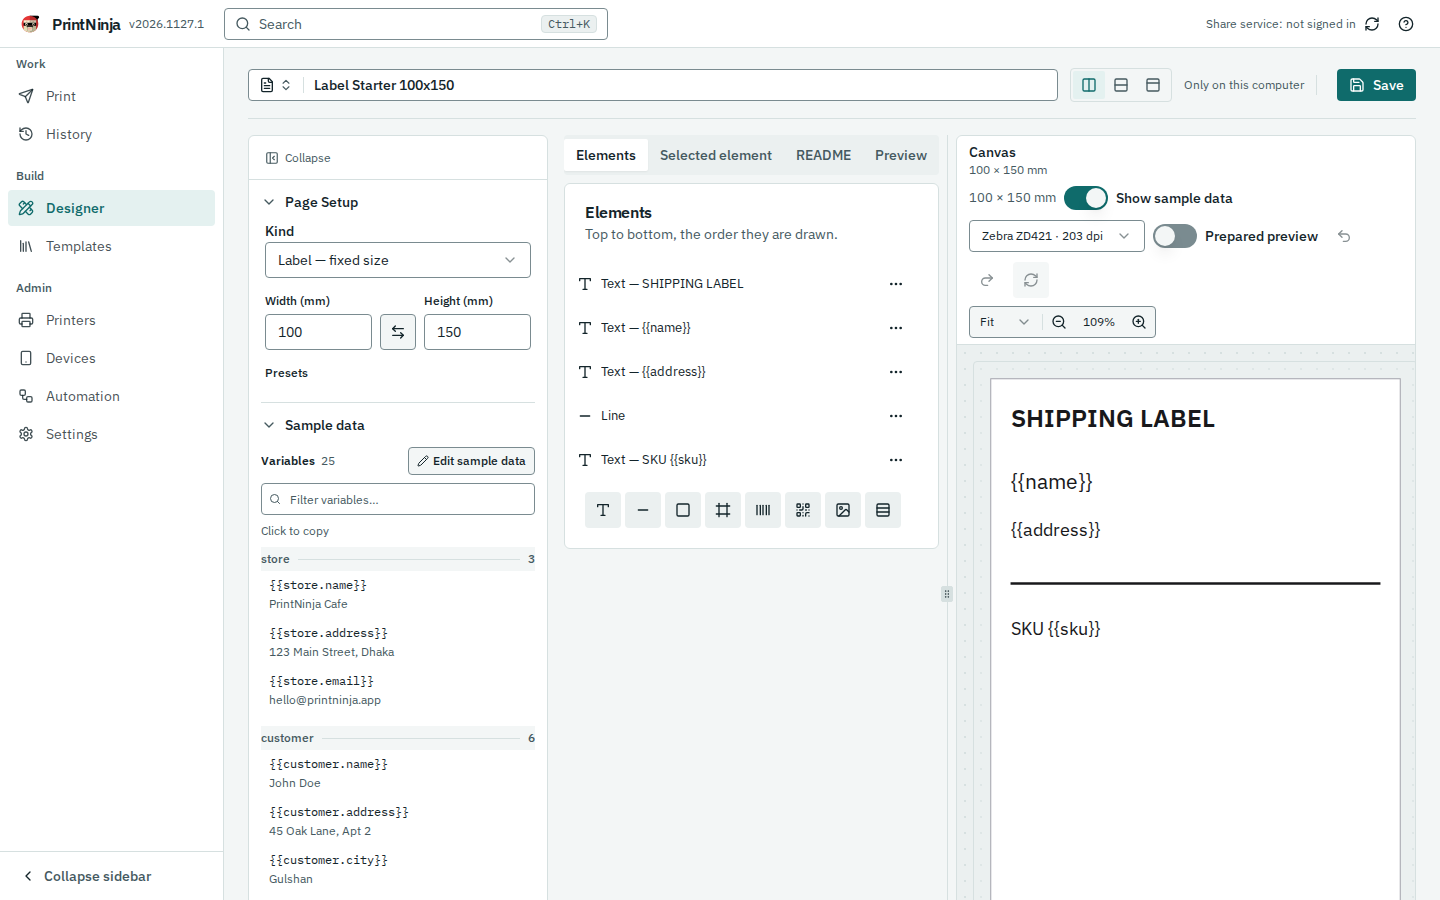 PrintNinja v2026.1127.1
Search
Ctrl+K
Share service: not signed in
Work
Print
History
Build
Designer
Templates
Admin
Printers
Devices
Automation
Settings
Collapse sidebar
Label Starter 100x150
Only on this computer
Save
Collapse
Page Setup
Kind
Label — fixed size
Width (mm)
Height (mm)
100
150
Presets
Sample data
Variables 25
Edit sample data
Filter variables...
Click to copy
store 3
{{store.name}}
PrintNinja Cafe
{{store.address}}
123 Main Street, Dhaka
{{store.email}}
hello@printninja.app
customer 6
{{customer.name}}
John Doe
{{customer.address}}
45 Oak Lane, Apt 2
{{customer.city}}
Gulshan
Elements
Selected element
README
Preview
Elements
Top to bottom, the order they are drawn.
Text — SHIPPING LABEL
Text — {{name}}
Text — {{address}}
Line
Text — SKU {{sku}}
Canvas
100 × 150 mm
100 × 150 mm
Show sample data
Zebra ZD421 · 203 dpi
Prepared preview
Fit
109%
SHIPPING LABEL
{{name}}
{{address}}
SKU {{sku}}